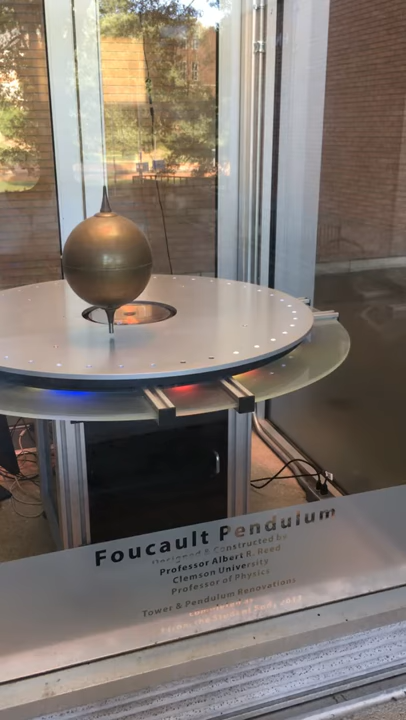 Foucault Pendulum
Designed & Constructed by
Professor Albert R. Reed
Clemson University
Professor of Physics
Tower & Pendulum Renovations